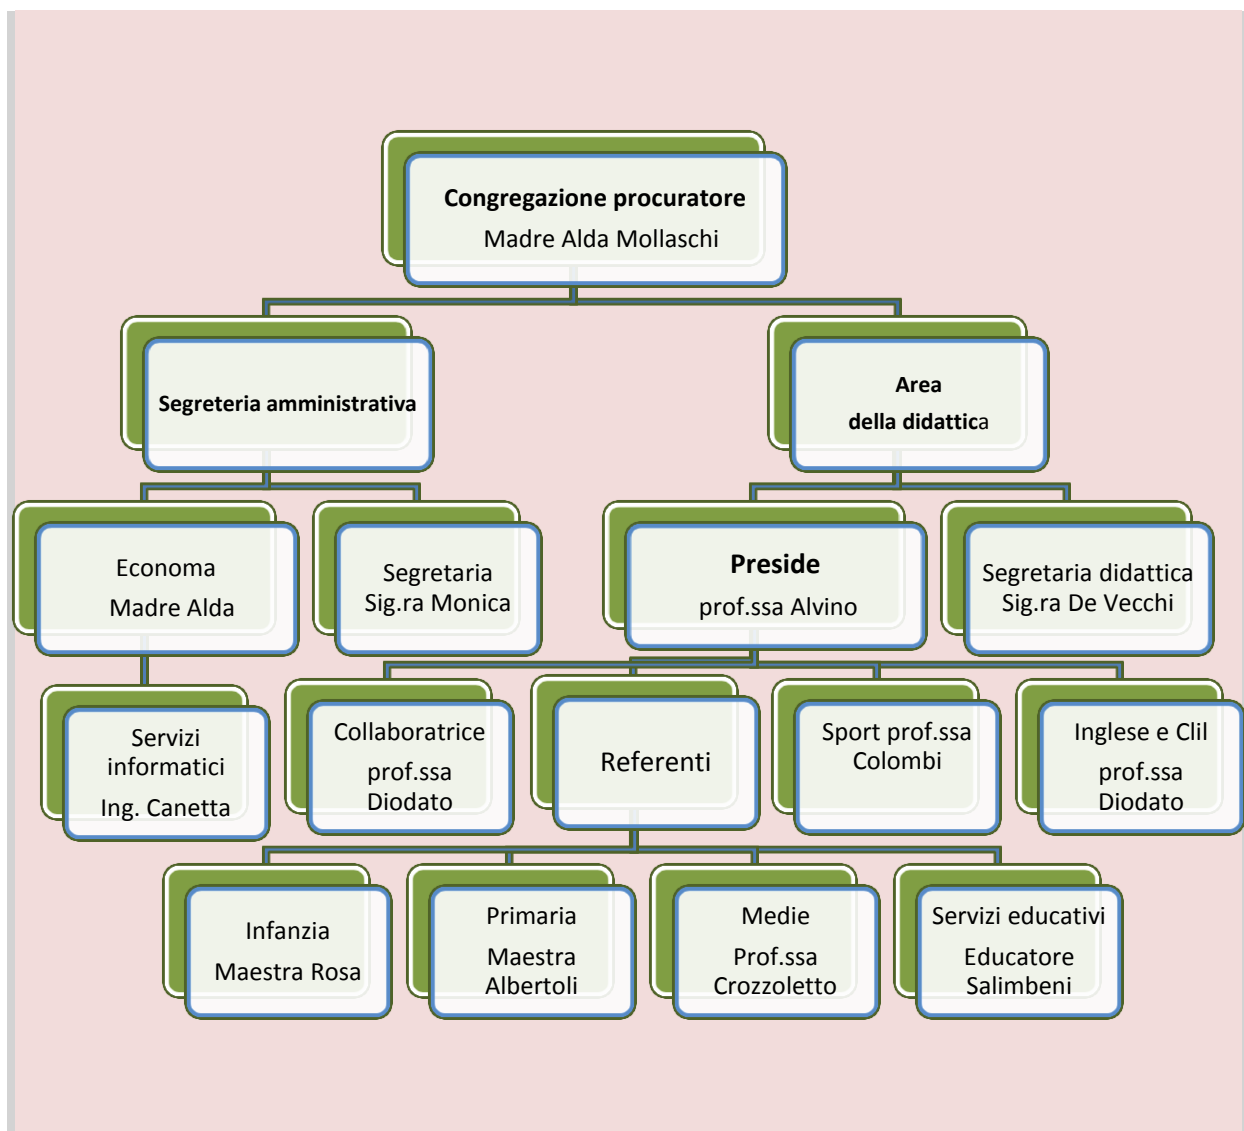 Congregazione procuratore
Madre Alda Mollaschi
Segreteria amministrativa
Area
della didattica
Economa
Madre Alda
Segretaria
Sig.ra Monica
Preside
prof.ssa Alvino
Segretaria didattica
Sig.ra De Vecchi
Servizi
informatici
Ing. Canetta
Collaboratrice
prof.ssa
Diodato
Referenti
Sport prof.ssa
Colombi
Inglese e Clil
prof.ssa
Diodato
Infanzia
Maestra Rosa
Primaria
Maestra
Albertoli
Medie
Prof.ssa
Crozzoletto
Servizi educativi
Educatore
Salimbeni